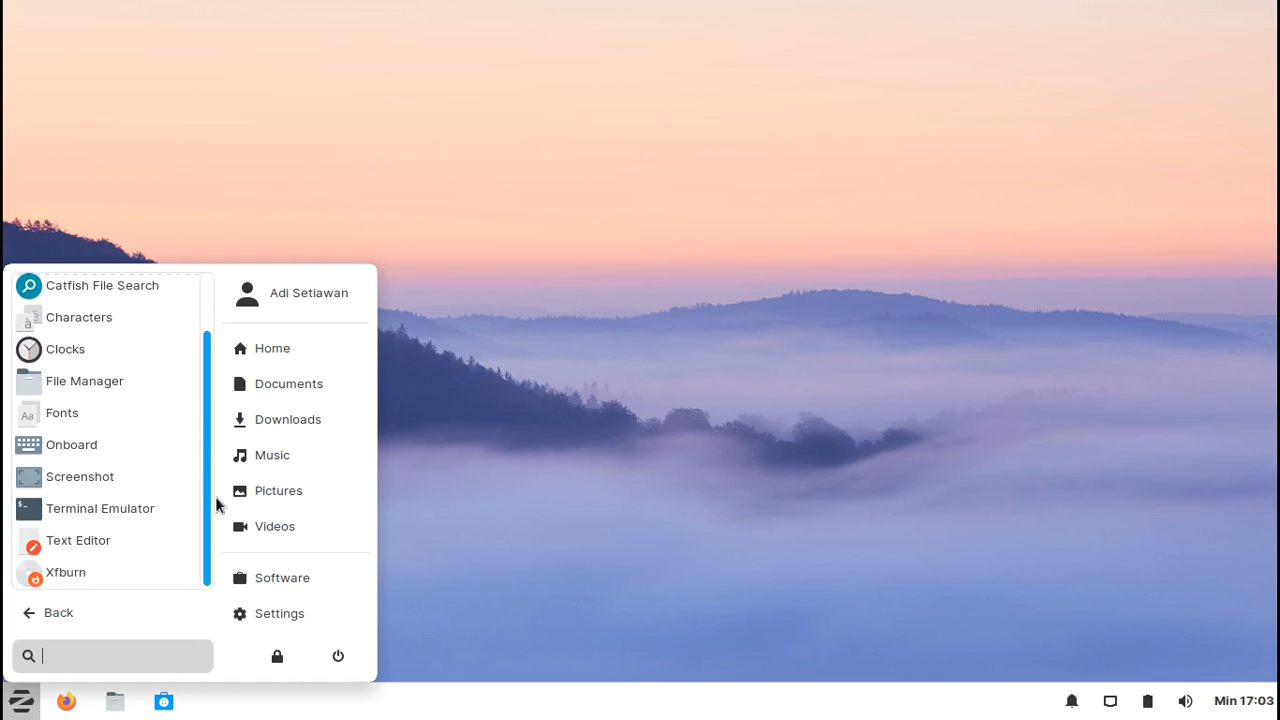 Catfish File Search
Characters
Clocks
File Manager
Fonts
Onboard
Screenshot
Terminal Emulator
Text Editor
Xfburn
Back
Adi Setiawan
Home
Documents
Downloads
Music
Pictures
Videos
Software
Settings
Min 17:03